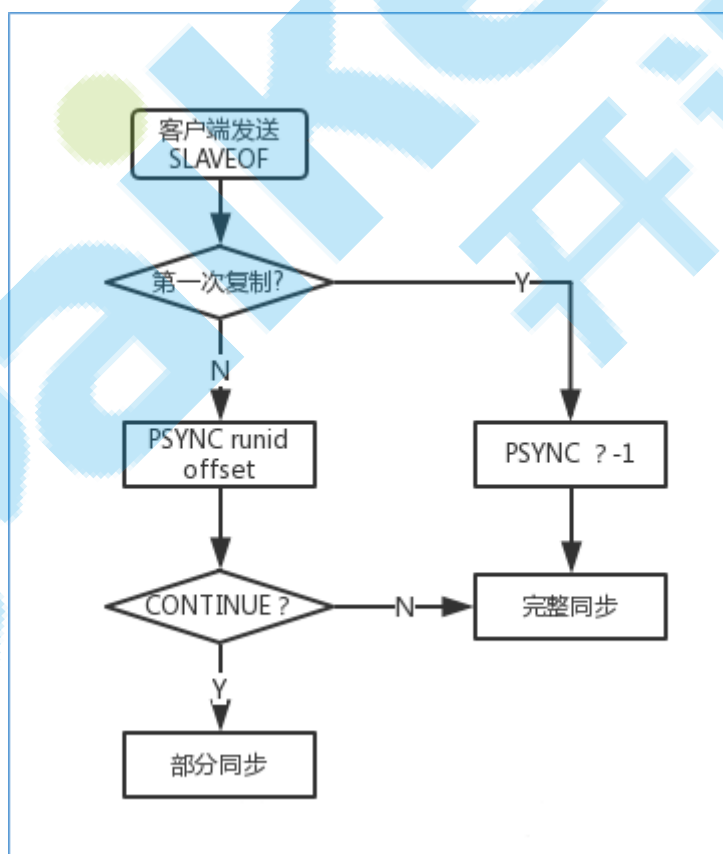 客户端发送
SLAVEOF
第一次复制?
Y
N
PSYNC runid
offset
PSYNC ? -1
CONTINUE ?
N
完整同步
Y
部分同步